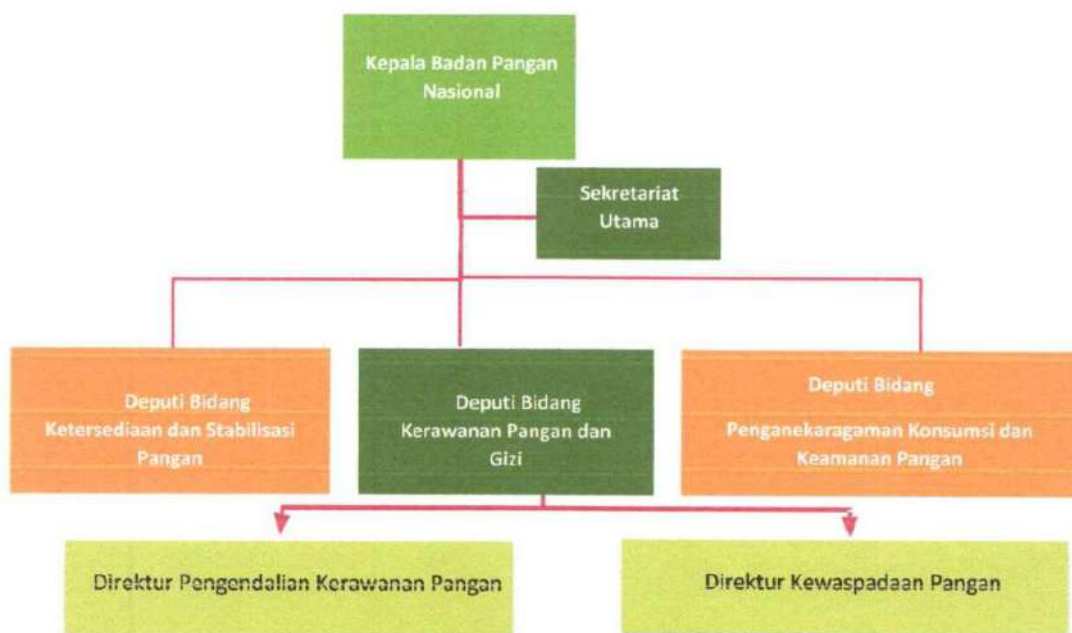 Kepala Badan Pangan
Nasional
Sekretariat
Utama
Deputi Bidang
Ketersediaan dan Stabilisasi
Pangan
Deputi Bidang
Kerawanan Pangan dan
Gizi
Deputi Bidang
Penganekaragaman Konsumsi dan
Keamanan Pangan
Direktur Pengendalian Kerawanan Pangan
Direktur Kewaspadaan Pangan